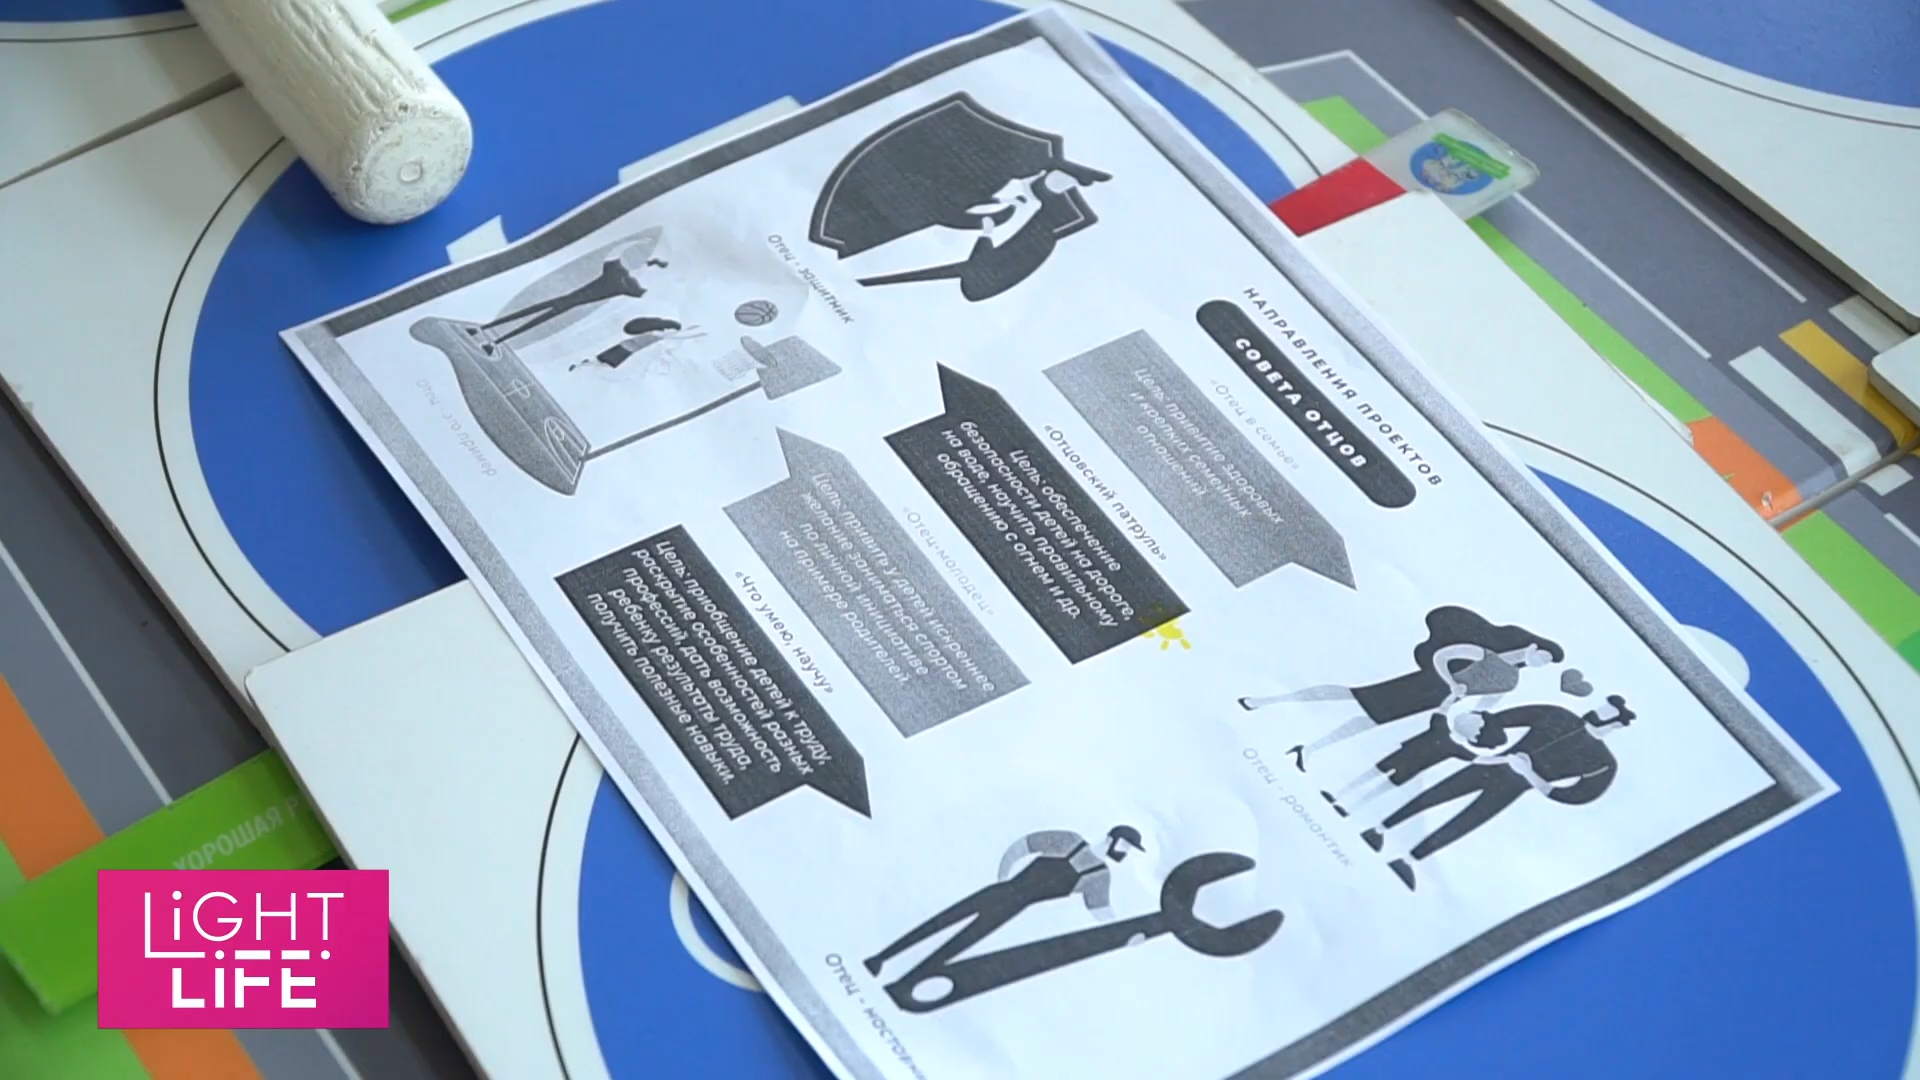 НАПРАВЛЕНИЯ ПРОЕКТОВ
СОВЕТА ОТЦОВ
«Отец в семье»
Цель: привитие здоровых
и крепких семейных
отношений
«Отцовский патруль»
Цель: обеспечение
безопасности детей на дороге,
на воде, научить правильному
обращению с огнем и др.
«Отец-молодец»
Цель: привить у детей искреннее
желание заниматься спортом
по личной инициативе
на примере родителей.
«Что умею, научу»
Цель: приобщение детей к труду,
раскрытие особенностей разных
профессий, дать возможность
ребенку результаты труда,
получить полезные навыки.
Отец - защитник
Отец - это пример
Отец - романтик
Отец -
ХОРОШАЯ
LiGHT
LiFE